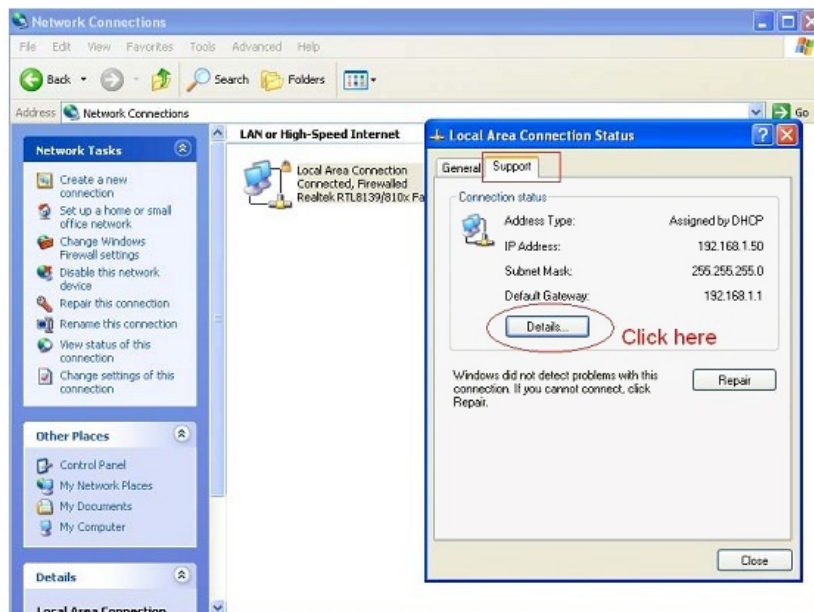 Network Connections
File Edit View Favorites Tools Advanced Help
Back Search Folders
Address Network Connections Go
Network Tasks
Create a new
connection
Set up a home or small
office network
Change Windows
Firewall settings
Disable this network
device
Repair this connection
Rename this connection
View status of this
connection
Change settings of this
connection
Other Places
Control Panel
My Network Places
My Documents
My Computer
Details
Local Area Connection
LAN or High-Speed Internet
Local Area Connection
Connected, Firewalled
Realtek RTL8139/810x Fa
Local Area Connection Status
General Support
Connection status
Address Type: Assigned by DHCP
IP Address: 192.168.1.50
Subnet Mask: 255.255.255.0
Default Gateway: 192.168.1.1
Details...
Click here
Windows did not detect problems with this
connection. If you cannot connect, click
Repair.
Repair
Close